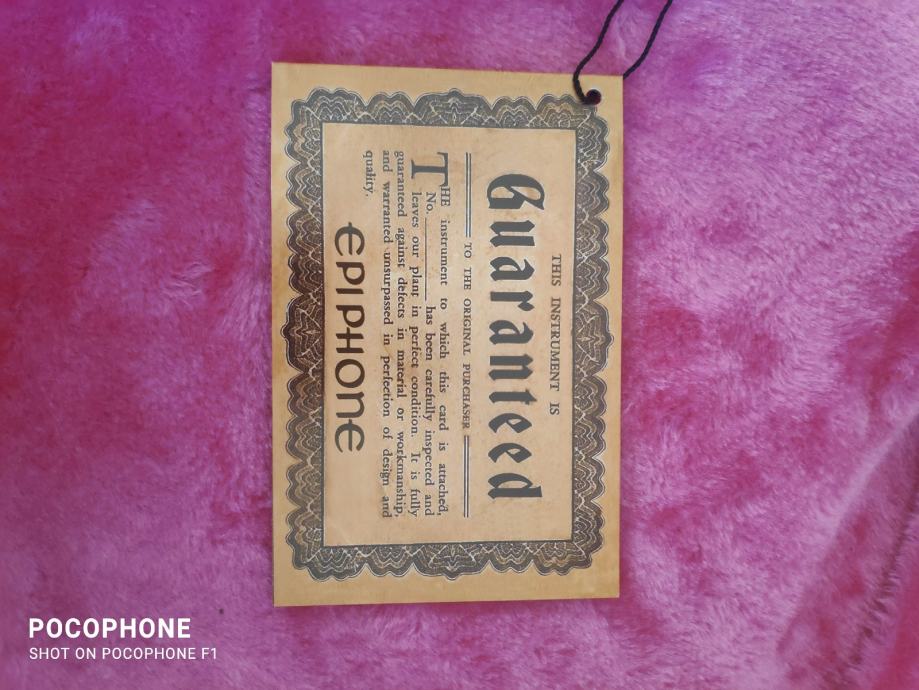 THIS INSTRUMENT IS
Guaranteed
TO THE ORIGINAL PURCHASER
THE instrument to which this card is attached,
No. ________ has been carefully inspected and
leaves our plant in perfect condition. It is fully
guaranteed against defects in material or workmanship,
and warranted unsurpassed in perfection of design and
quality.
EPIPHONE
POCOPHONE
SHOT ON POCOPHONE F1